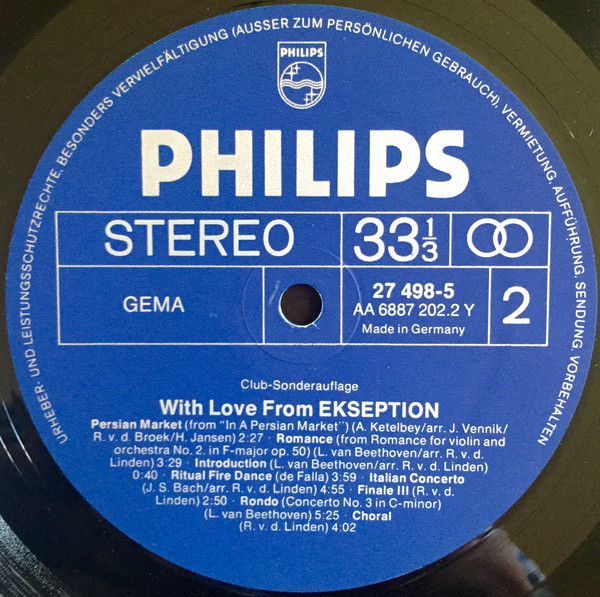 URHEBER- UND LEISTUNGSSCHUTZRECHTE, BESONDERS VERVIELFÄLTIGUNG (AUSSER ZUM PERSÖNLICHEN GEBRAUCH), VERMIETUNG, AUFFÜHRUNG, SENDUNG, VORBEHALTEN
PHILIPS
PHILIPS
STEREO
33 1/3
GEMA
27 498-5
AA 6887 202.2 Y
Made in Germany
2
Club-Sonderauflage
With Love From EKSEPTION
Persian Market (from "In A Persian Market") (A. Ketelbey/arr. J. Vennik/
R. v. d. Broek/H. Jansen) 2:27 · Romance (from Romance for violin and
orchestra No. 2. in F-major op. 50) (L. van Beethoven/arr. R. v. d.
Linden) 3:29 · Introduction (L. van Beethoven/arr. R. v. d. Linden)
0:40 · Ritual Fire Dance (de Falla) 3:59 · Italian Concerto
(J. S. Bach/arr. R. v. d. Linden) 4:55 · Finale III (R. v. d.
Linden) 2:50 · Rondo (Concerto No. 3 in C-minor)
(L. van Beethoven) 5:25 · Choral
(R. v. d. Linden) 4:02